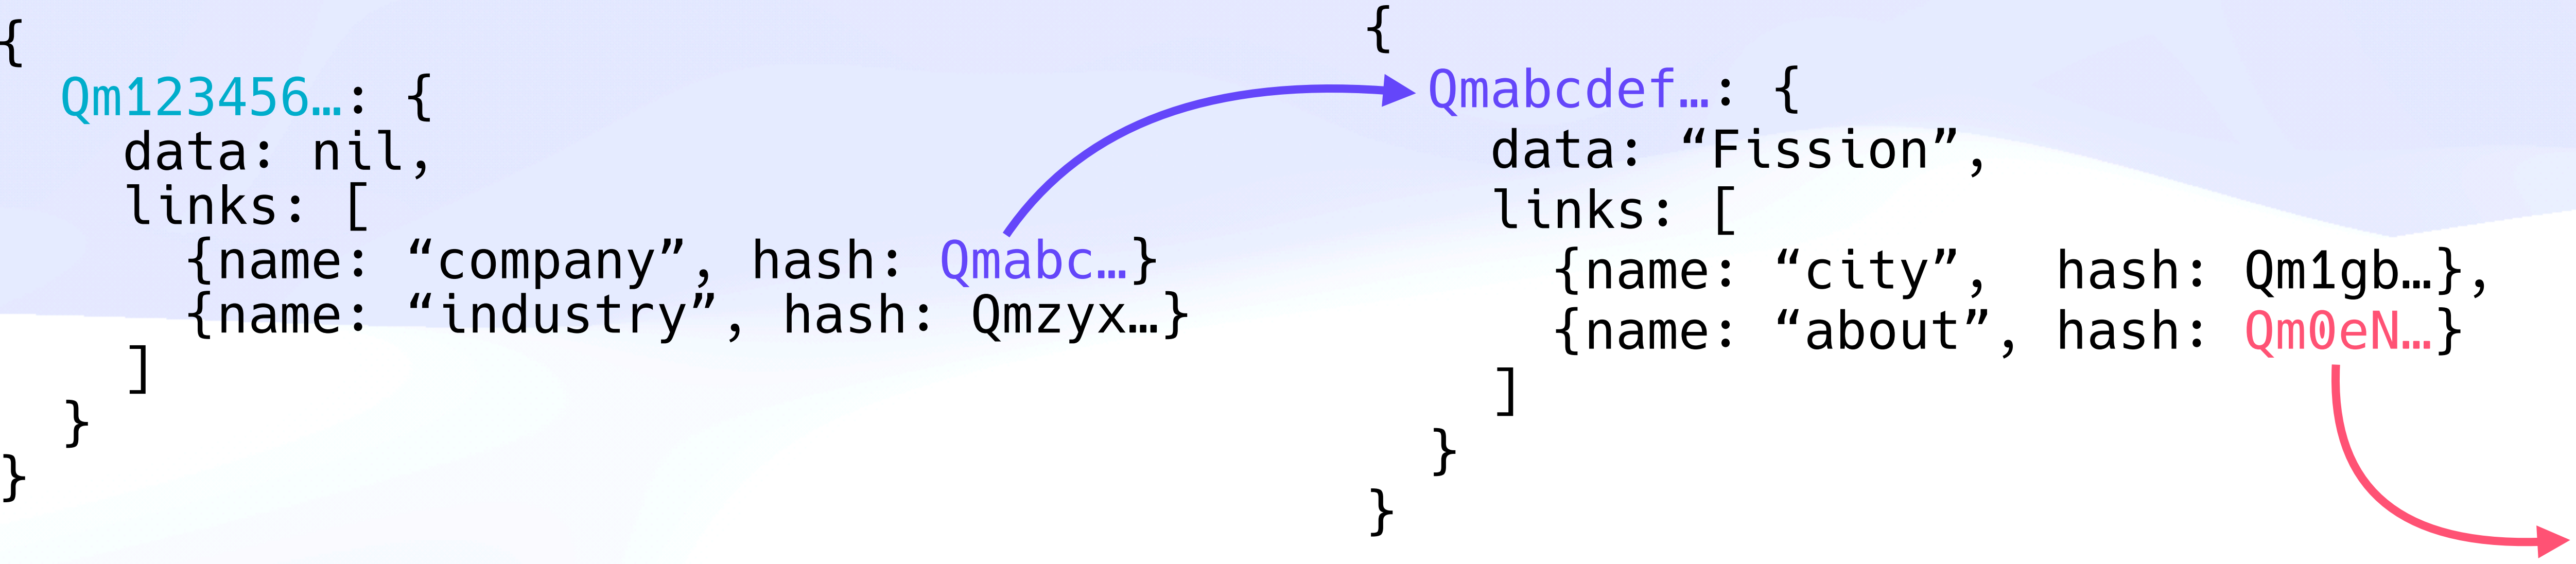 {
  Qm123456…: {
    data: nil,
    links: [
      {name: “company”, hash: Qmabc…}
      {name: “industry”, hash: Qmzyx…}
    ]
  }
}
{
  Qmabcdef…: {
    data: “Fission”,
    links: [
      {name: “city”,  hash: Qm1gb…},
      {name: “about”, hash: Qm0eN…}
    ]
  }
}